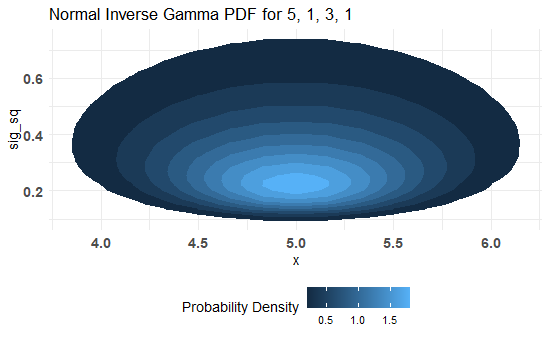 Normal Inverse Gamma PDF for 5, 1, 3, 1
sig_sq
0.6
0.4
0.2
4.0 4.5 5.0 5.5 6.0
x
Probability Density
0.5 1.0 1.5